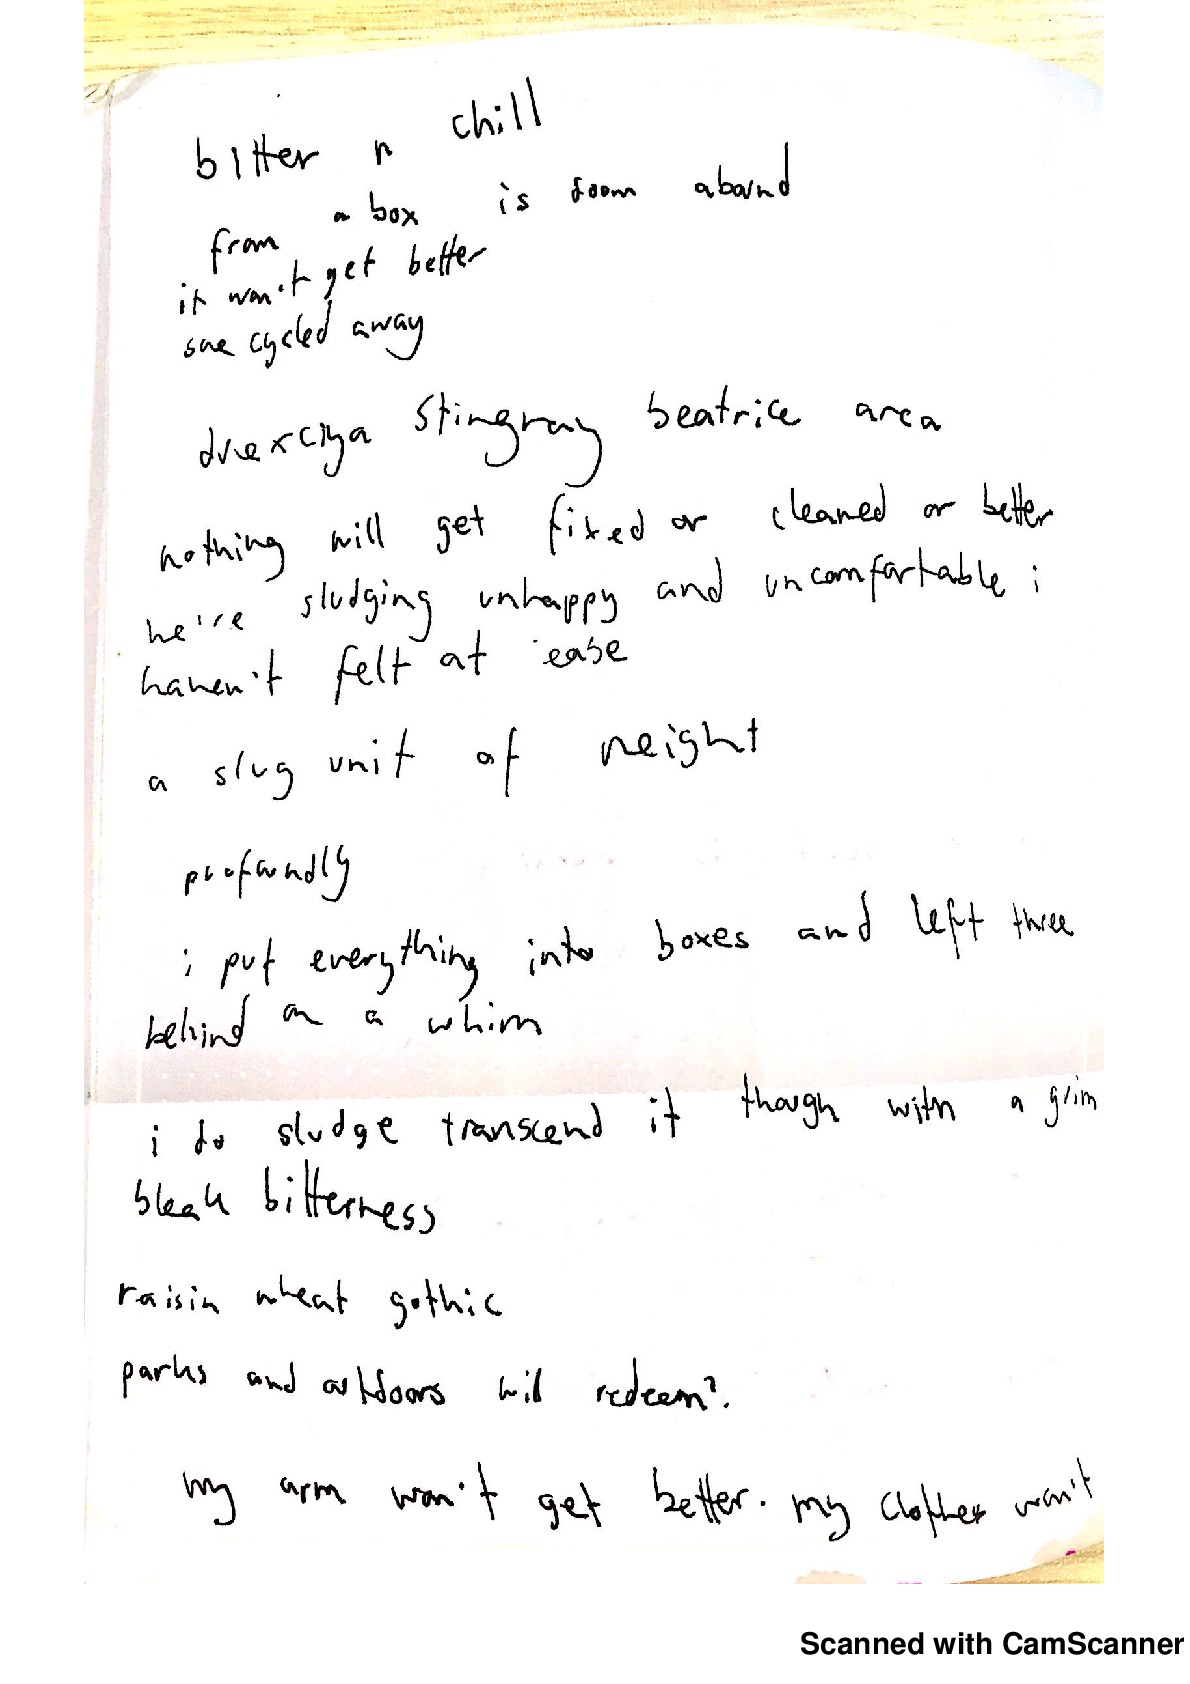 bitter n chill
from a box is doom abound
it won't get better
she cycled away
drexciya stingray beatrice area
nothing will get fixed or cleaned or better
we're sludging unhappy and uncomfortable i
haven't felt at ease
a slug unit of weight
profoundly
i put everything into boxes and left three
behind on a whim
i do sludge transcend it though with a grim
bleak bitterness
raisin wheat gothic
parks and outdoors will redeem?.
my arm won't get better. my clothes won't
Scanned with CamScanner